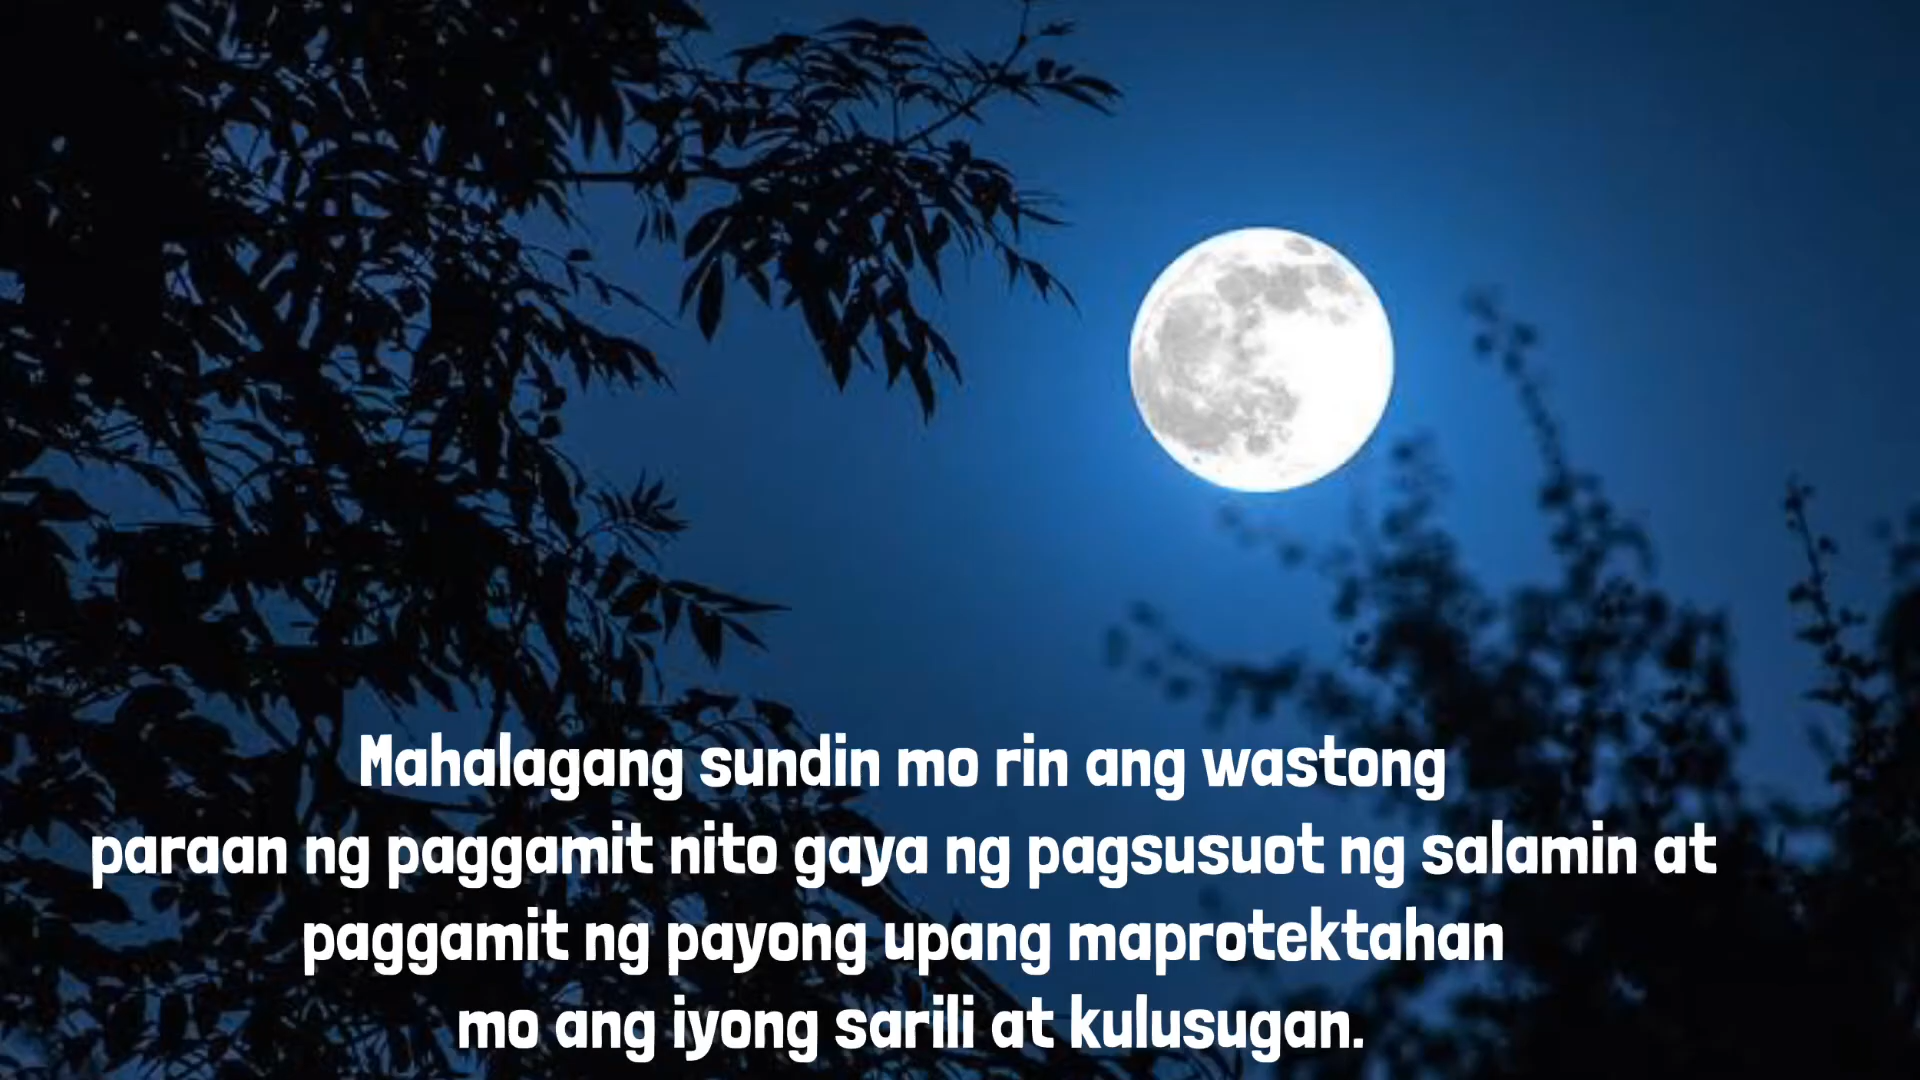 Mahalagang sundin mo rin ang wastong
paraan ng paggamit nito gaya ng pagsusuot ng salamin at
paggamit ng payong upang maprotektahan
mo ang iyong sarili at kulusugan.